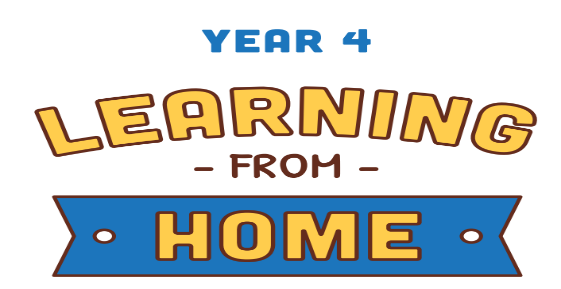 YEAR 4
LEARNING
- FROM -
HOME